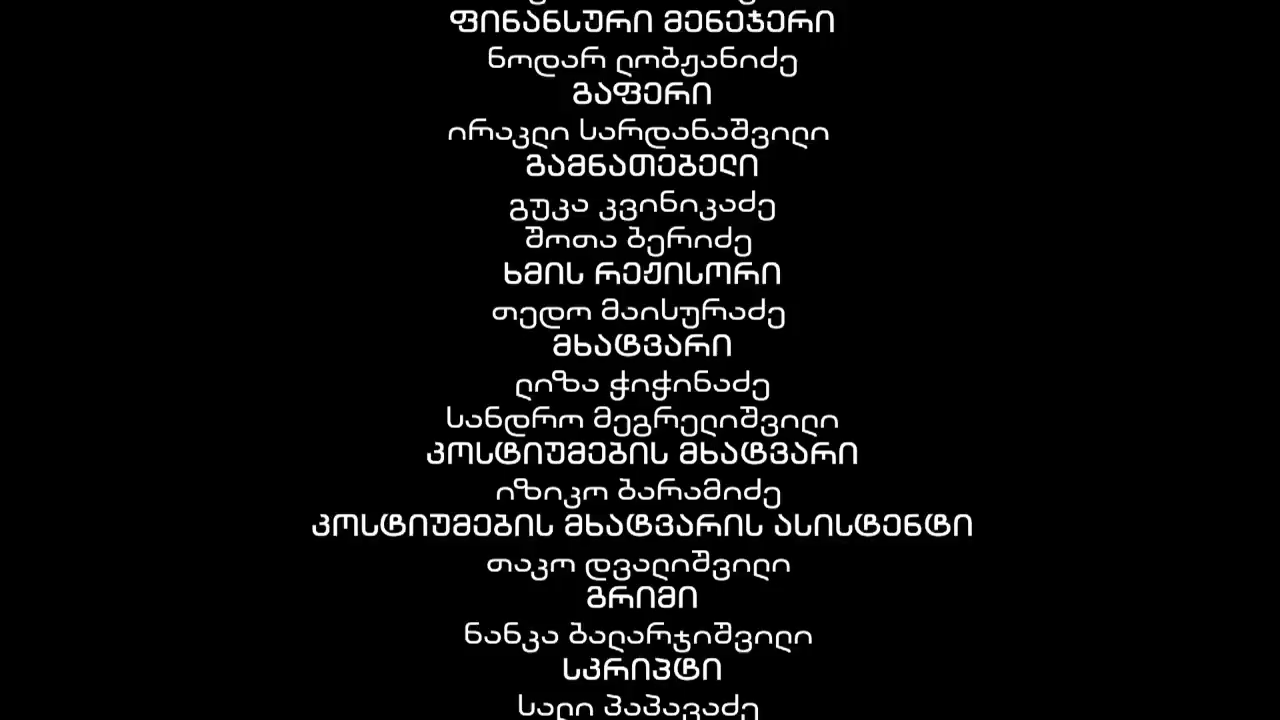 ფინანსური მენეჯერი
ნოდარ ლობჟანიძე
გაფერი
ირაკლი სარდანაშვილი
გამნათებელი
გუკა კვინიკაძე
შოთა ბერიძე
ხმის რეჟისორი
თედო მაისურაძე
მხატვარი
ლიზა ჭიჭინაძე
სანდრო მეგრელიშვილი
კოსტიუმების მხატვარი
იზიკო ბარამიძე
კოსტიუმების მხატვარის ასისტენტი
თაკო დვალიშვილი
გრიმი
ნანკა ბალარჯიშვილი
სკრიპტი
სალი პაპავაძე